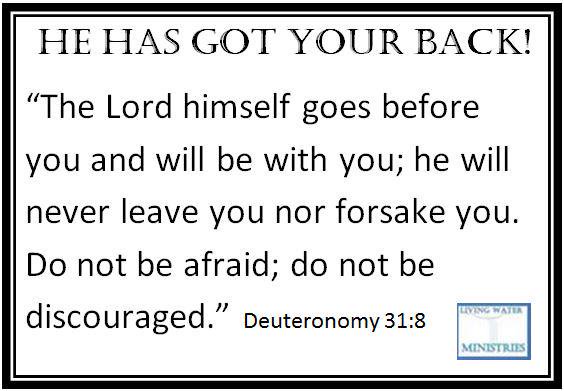 HE HAS GOT YOUR BACK!
“The Lord himself goes before
you and will be with you; he will
never leave you nor forsake you.
Do not be afraid; do not be
discouraged.” Deuteronomy 31:8
LIVING WATER
MINISTRIES